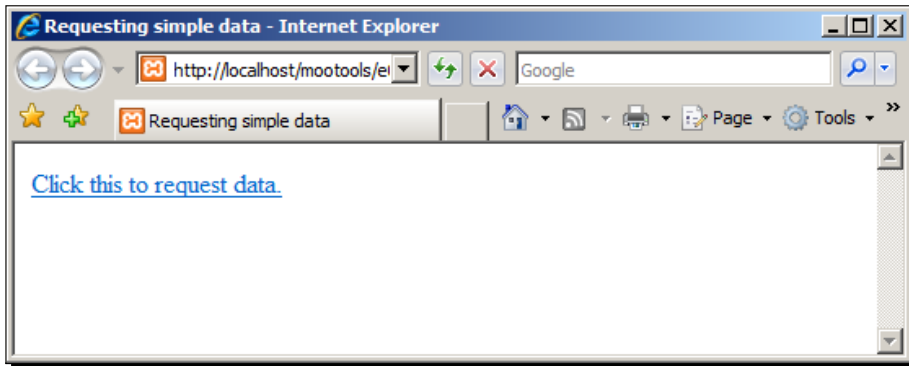 Requesting simple data - Internet Explorer
http://localhost/mootools/e
Google
Requesting simple data
Page
Tools
»
Click this to request data.